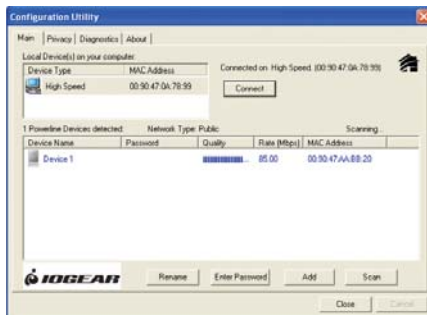 Configuration Utility
Main Privacy Diagnostics About
Local Device(s) on your computer:
Device Type MAC Address
High Speed 00:90:47:0A:78:99
Connected on High Speed (00:90:47:0A:78:99)
Connect
1 Powerline Devices detected Network Type: Public Scanning...
Device Name Password Quality Rate (Mbps) MAC Address
Device 1 85.00 00:90:47:AA:BB:20
IOGEAR
Rename Enter Password Add Scan
Close Cancel